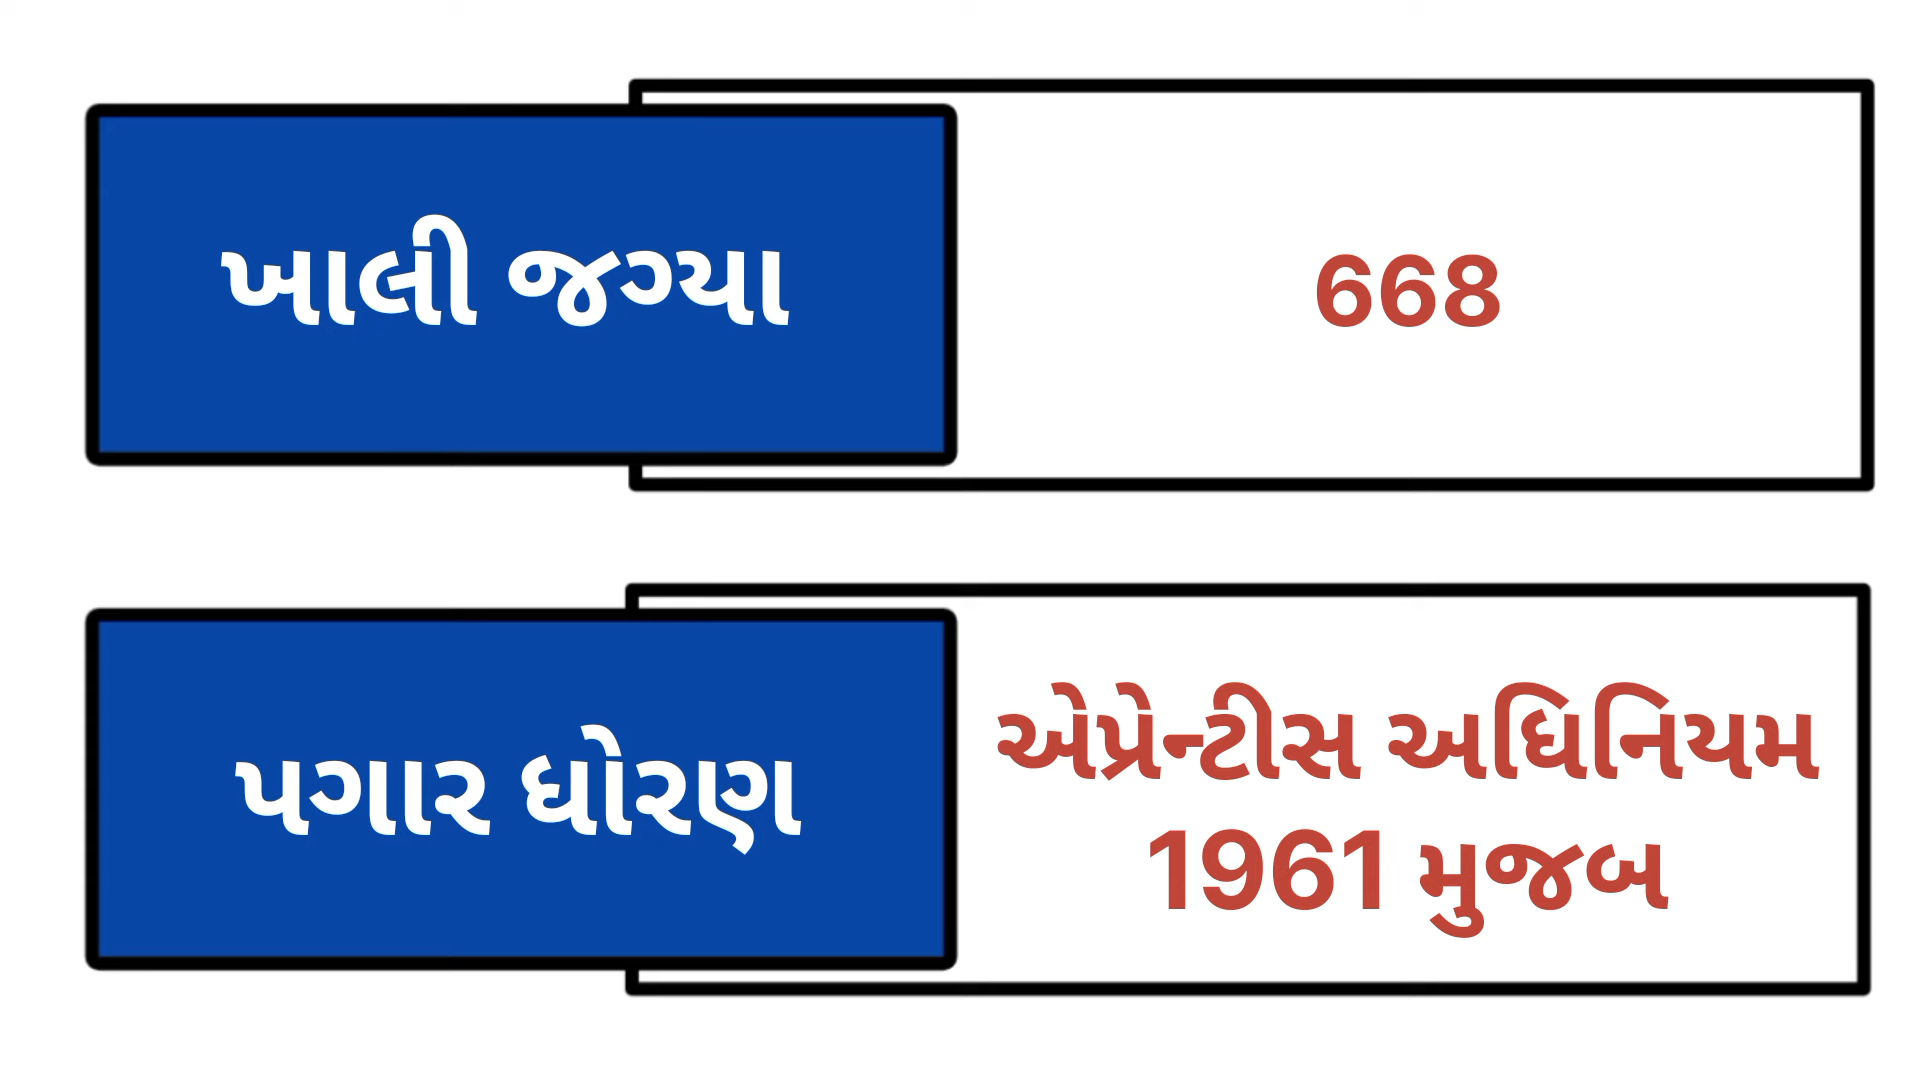 ખાલી જગ્યા
668
પગાર ધોરણ
એપ્રેન્ટીસ અધિનિયમ
1961 મુજબ